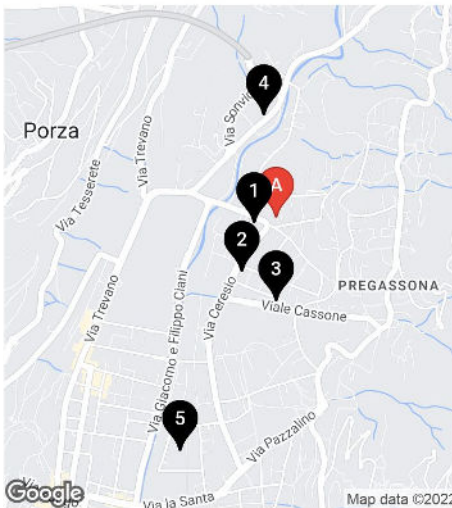 4
Via Sonvic
Porza
Via Trevano
Via Tesserete
A
1
2
3
PREGASSONA
Via Ceresio
Viale Cassone
Via Giacomo e Filippo Ciani
Via Trevano
5
Via Pazzalino
Via la Santa
Google
Map data ©2022